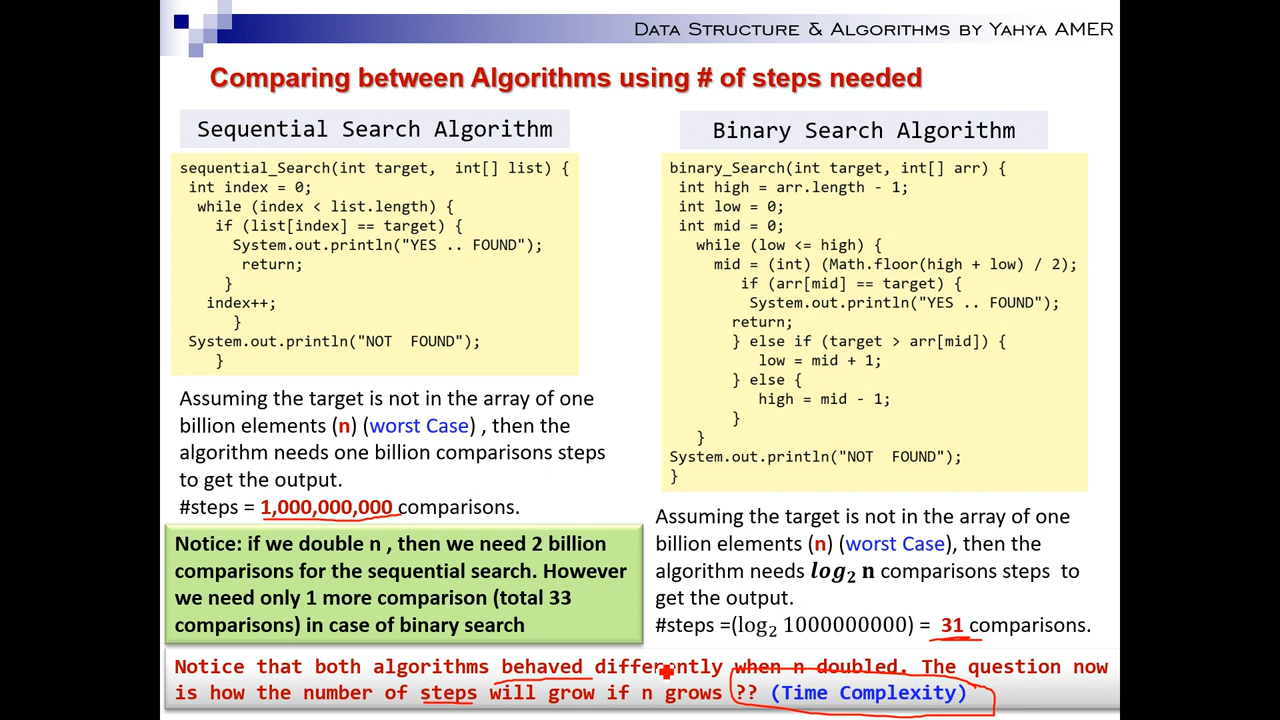 Data Structure & Algorithms by Yahya AMER
Comparing between Algorithms using # of steps needed
Sequential Search Algorithm
sequential_Search(int target, int[] list) {
int index = 0;
while (index < list.length) {
if (list[index] == target) {
System.out.println("YES .. FOUND");
return;
}
index++;
}
System.out.println("NOT FOUND");
}
Assuming the target is not in the array of one
billion elements (n) (worst Case) , then the
algorithm needs one billion comparisons steps
to get the output.
#steps = 1,000,000,000 comparisons.
Notice: if we double n , then we need 2 billion
comparisons for the sequential search. However
we need only 1 more comparison (total 33
comparisons) in case of binary search
Binary Search Algorithm
binary_Search(int target, int[] arr) {
int high = arr.length - 1;
int low = 0;
int mid = 0;
while (low <= high) {
mid = (int) (Math.floor(high + low) / 2);
if (arr[mid] == target) {
System.out.println("YES .. FOUND");
return;
} else if (target > arr[mid]) {
low = mid + 1;
} else {
high = mid - 1;
}
}
System.out.println("NOT FOUND");
}
Assuming the target is not in the array of one
billion elements (n) (worst Case), then the
algorithm needs log₂ n comparisons steps to
get the output.
#steps =(log₂ 1000000000) = 31 comparisons.
Notice that both algorithms behaved differently when n doubled. The question now
is how the number of steps will grow if n grows ?? (Time Complexity)